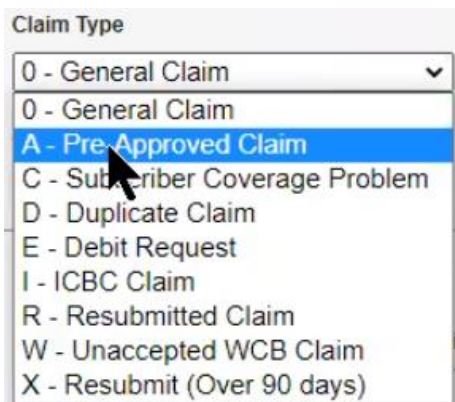 Claim Type
0 - General Claim
0 - General Claim
A - Pre-Approved Claim
C - Subscriber Coverage Problem
D - Duplicate Claim
E - Debit Request
I - ICBC Claim
R - Resubmitted Claim
W - Unaccepted WCB Claim
X - Resubmit (Over 90 days)